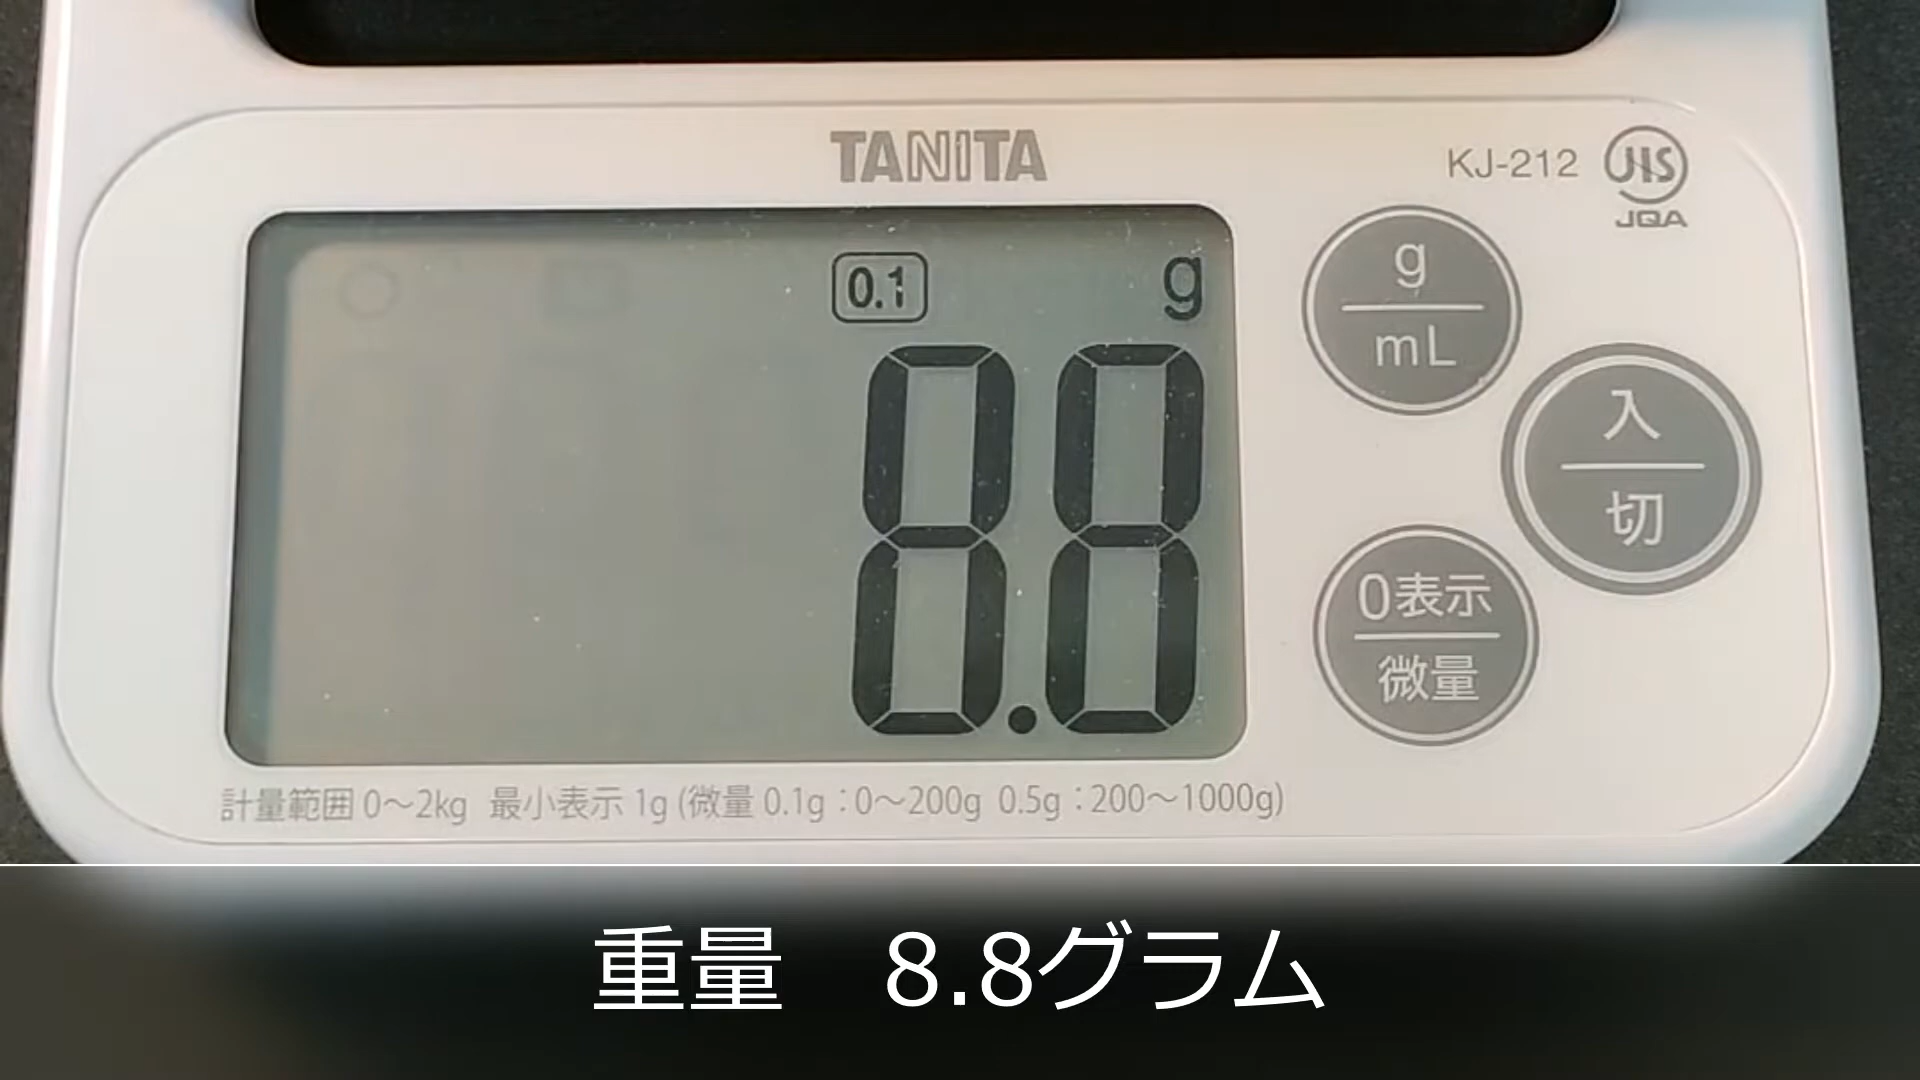 TANITA
KJ-212
JIS
JQA
0.1 g
8.8
g
mL
入
切
0表示
微量
計量範囲 0～2kg 最小表示 1g (微量 0.1g：0～200g 0.5g：200～1000g)
重量　8.8グラム